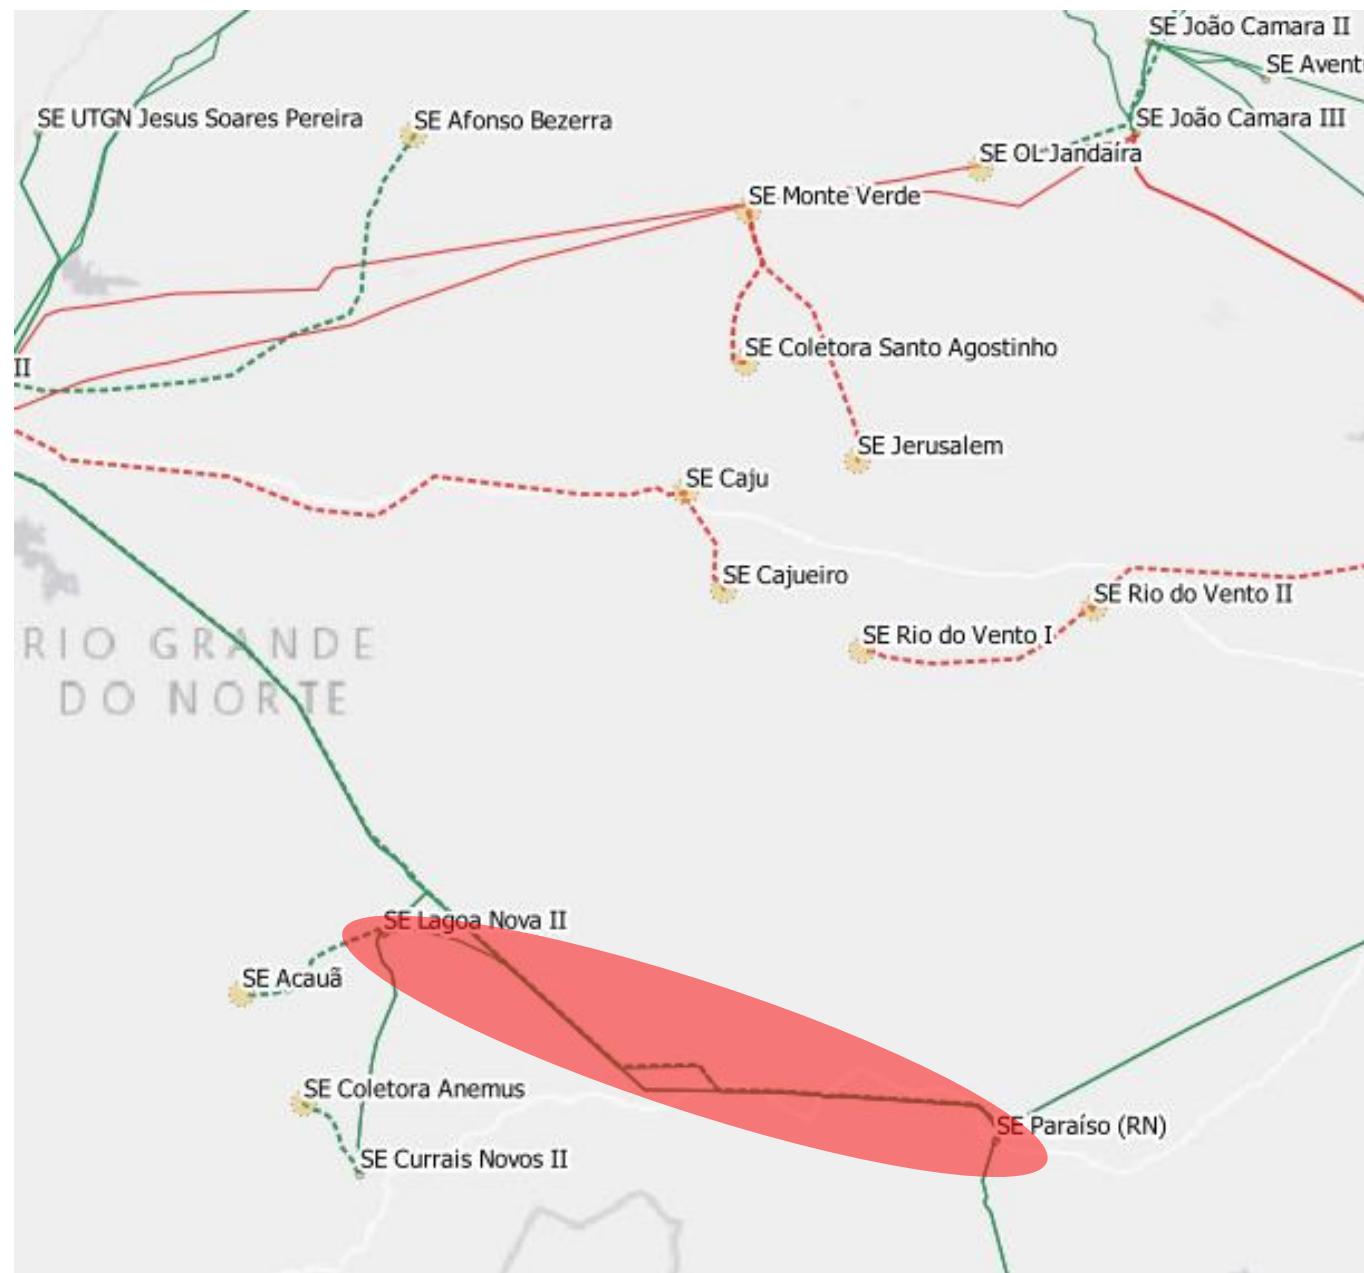 SE João Camara II
SE Avent
SE UTGN Jesus Soares Pereira
SE Afonso Bezerra
SE João Camara III
SE OL Jandaíra
SE Monte Verde
SE Coletora Santo Agostinho
II
SE Jerusalem
SE Caju
SE Cajueiro
SE Rio do Vento II
SE Rio do Vento I
RIO GRANDE
DO NORTE
SE Lagoa Nova II
SE Acauã
SE Coletora Anemus
SE Paraíso (RN)
SE Currais Novos II